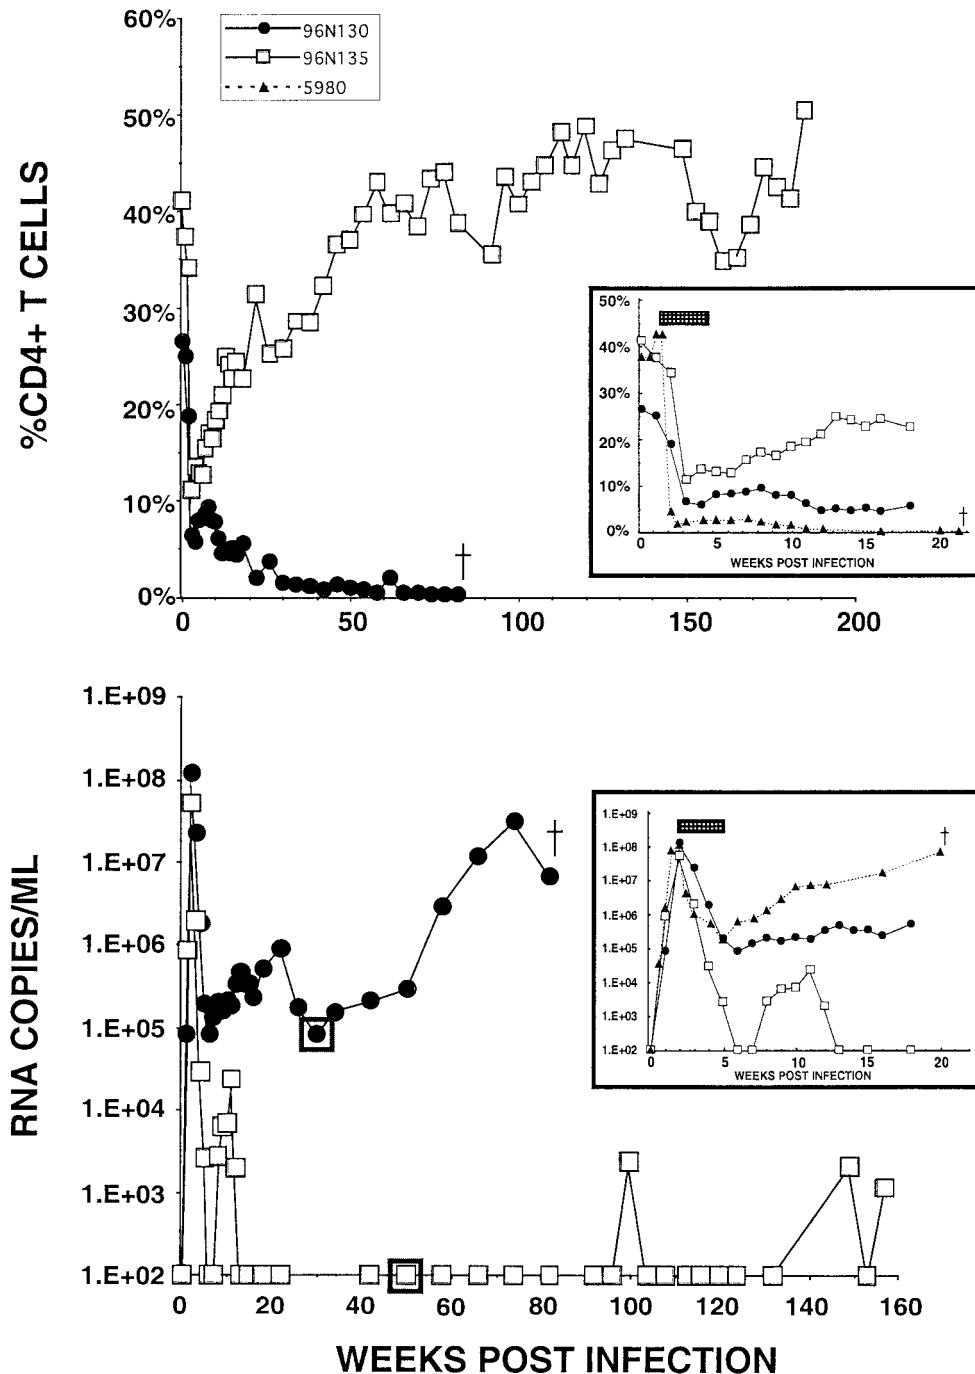 60%
96N130
96N135
5980
50%
40%
30%
20%
10%
0%
%CD4+ T CELLS
†
0 50 100 150 200
50%
40%
30%
20%
10%
0%
†
0 5 10 15 20
WEEKS POST INFECTION
1.E+09
1.E+08
1.E+07
1.E+06
1.E+05
1.E+04
1.E+03
1.E+02
RNA COPIES/ML
†
0 20 40 60 80 100 120 140 160
1.E+09
1.E+08
1.E+07
1.E+06
1.E+05
1.E+04
1.E+03
1.E+02
†
0 5 10 15 20
WEEKS POST INFECTION
WEEKS POST INFECTION